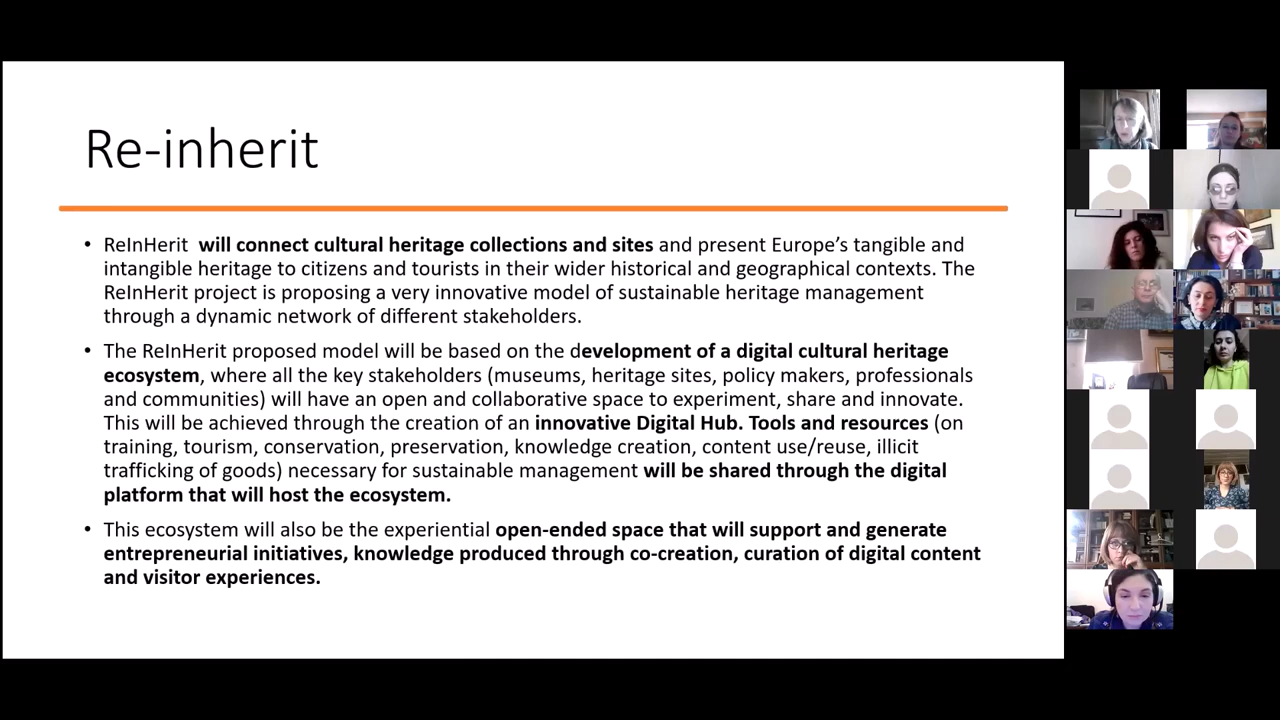 Re-inherit
• ReInHerit will connect cultural heritage collections and sites and present Europe’s tangible and
intangible heritage to citizens and tourists in their wider historical and geographical contexts. The
ReInHerit project is proposing a very innovative model of sustainable heritage management
through a dynamic network of different stakeholders.
• The ReInHerit proposed model will be based on the development of a digital cultural heritage
ecosystem, where all the key stakeholders (museums, heritage sites, policy makers, professionals
and communities) will have an open and collaborative space to experiment, share and innovate.
This will be achieved through the creation of an innovative Digital Hub. Tools and resources (on
training, tourism, conservation, preservation, knowledge creation, content use/reuse, illicit
trafficking of goods) necessary for sustainable management will be shared through the digital
platform that will host the ecosystem.
• This ecosystem will also be the experiential open-ended space that will support and generate
entrepreneurial initiatives, knowledge produced through co-creation, curation of digital content
and visitor experiences.